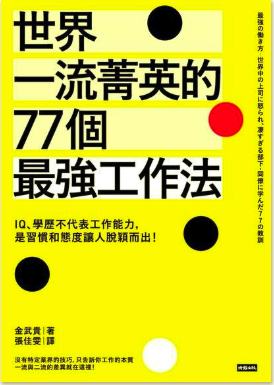 世界
一流菁英的
77個
最強工作法
IQ、學歷不代表工作能力，
是習慣和態度讓人脫穎而出！
金武貴｜著
張佳雯｜譯
沒有特定業界的技巧，只告訴你工作的本質
一流與二流的差異就在這裡！
最強の働き方 世界中の上司に怒られ、凄すぎる部下・同僚に学んだ77の教訓
時報出版